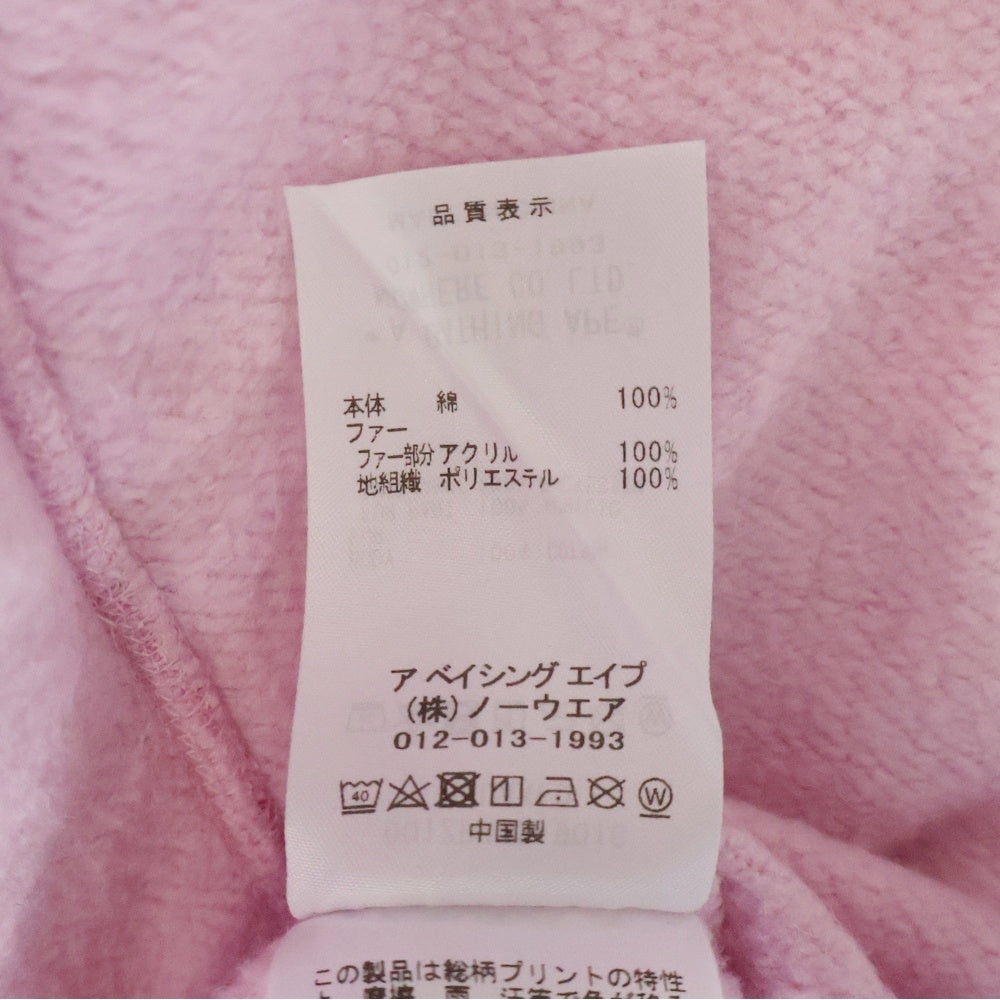 品質表示
本体 綿 100%
ファー
ファー部分 アクリル 100%
地組織 ポリエステル 100%
ア ベイシング エイプ
(株)ノーウエア
012-013-1993
40
W
中国製
この製品は総柄プリントの特性